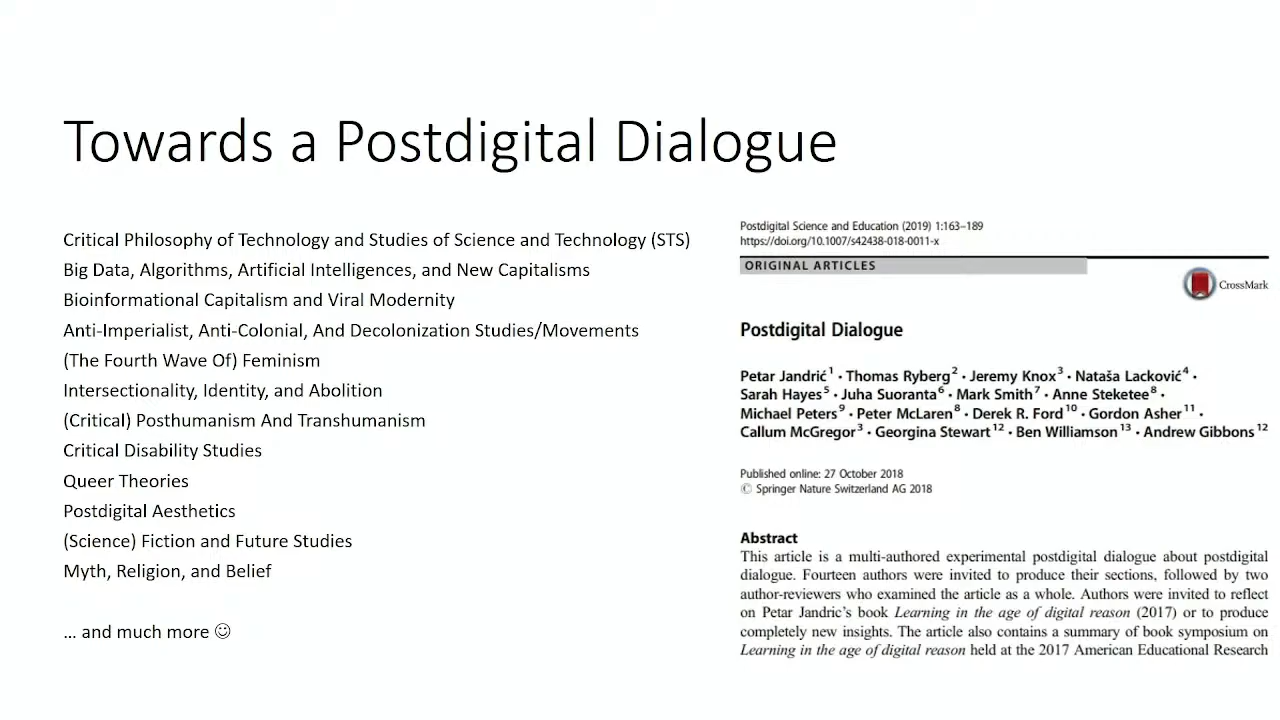 Towards a Postdigital Dialogue
Critical Philosophy of Technology and Studies of Science and Technology (STS)
Big Data, Algorithms, Artificial Intelligences, and New Capitalisms
Bioinformational Capitalism and Viral Modernity
Anti-Imperialist, Anti-Colonial, And Decolonization Studies/Movements
(The Fourth Wave Of) Feminism
Intersectionality, Identity, and Abolition
(Critical) Posthumanism And Transhumanism
Critical Disability Studies
Queer Theories
Postdigital Aesthetics
(Science) Fiction and Future Studies
Myth, Religion, and Belief
... and much more ☺
Postdigital Science and Education (2019) 1:163–189
https://doi.org/10.1007/s42438-018-0011-x
ORIGINAL ARTICLES
CrossMark
Postdigital Dialogue
Petar Jandrić¹ · Thomas Ryberg² · Jeremy Knox³ · Nataša Lacković⁴ ·
Sarah Hayes⁵ · Juha Suoranta⁶ · Mark Smith⁷ · Anne Steketee⁸ ·
Michael Peters⁹ · Peter McLaren⁸ · Derek R. Ford¹⁰ · Gordon Asher¹¹ ·
Callum McGregor³ · Georgina Stewart¹² · Ben Williamson¹³ · Andrew Gibbons¹²
Published online: 27 October 2018
© Springer Nature Switzerland AG 2018
Abstract
This article is a multi-authored experimental postdigital dialogue about postdigital
dialogue. Fourteen authors were invited to produce their sections, followed by two
author-reviewers who examined the article as a whole. Authors were invited to reflect
on Petar Jandric's book Learning in the age of digital reason (2017) or to produce
completely new insights. The article also contains a summary of book symposium on
Learning in the age of digital reason held at the 2017 American Educational Research